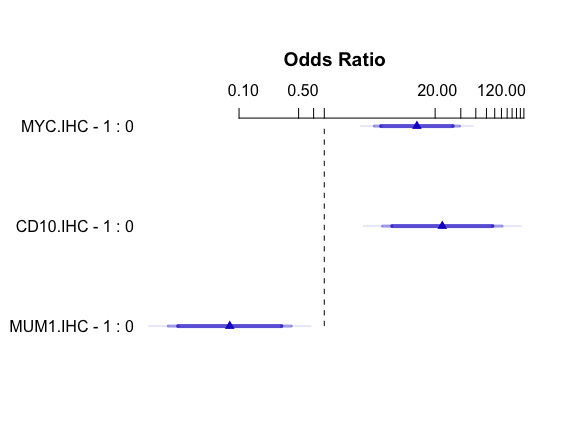 Odds Ratio
0.10 0.50 20.00 120.00
MYC.IHC - 1 : 0
CD10.IHC - 1 : 0
MUM1.IHC - 1 : 0